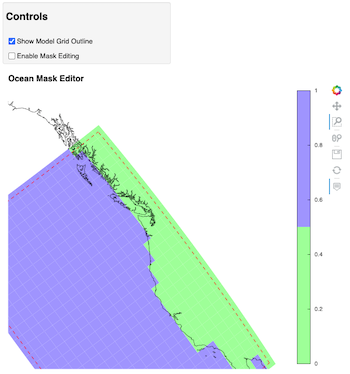 Controls
Show Model Grid Outline
Enable Mask Editing
Ocean Mask Editor
1
0.8
0.6
0.4
0.2
0